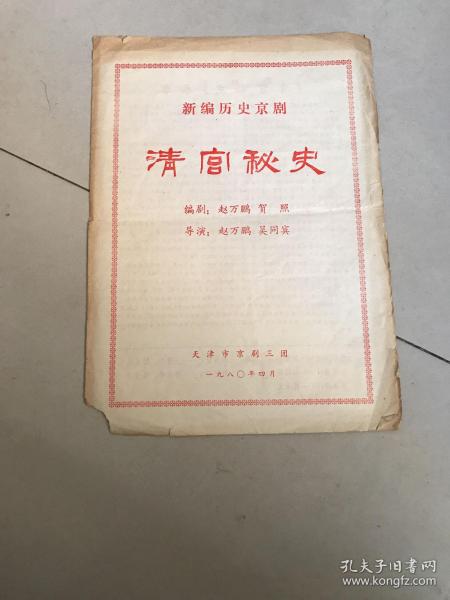 新编历史京剧
清宫秘史
编剧：赵万鹏 贺 照
导演：赵万鹏 吴同宾
天津市京剧三团
一九八〇年四月
孔夫子旧书网
www.kongfz.com